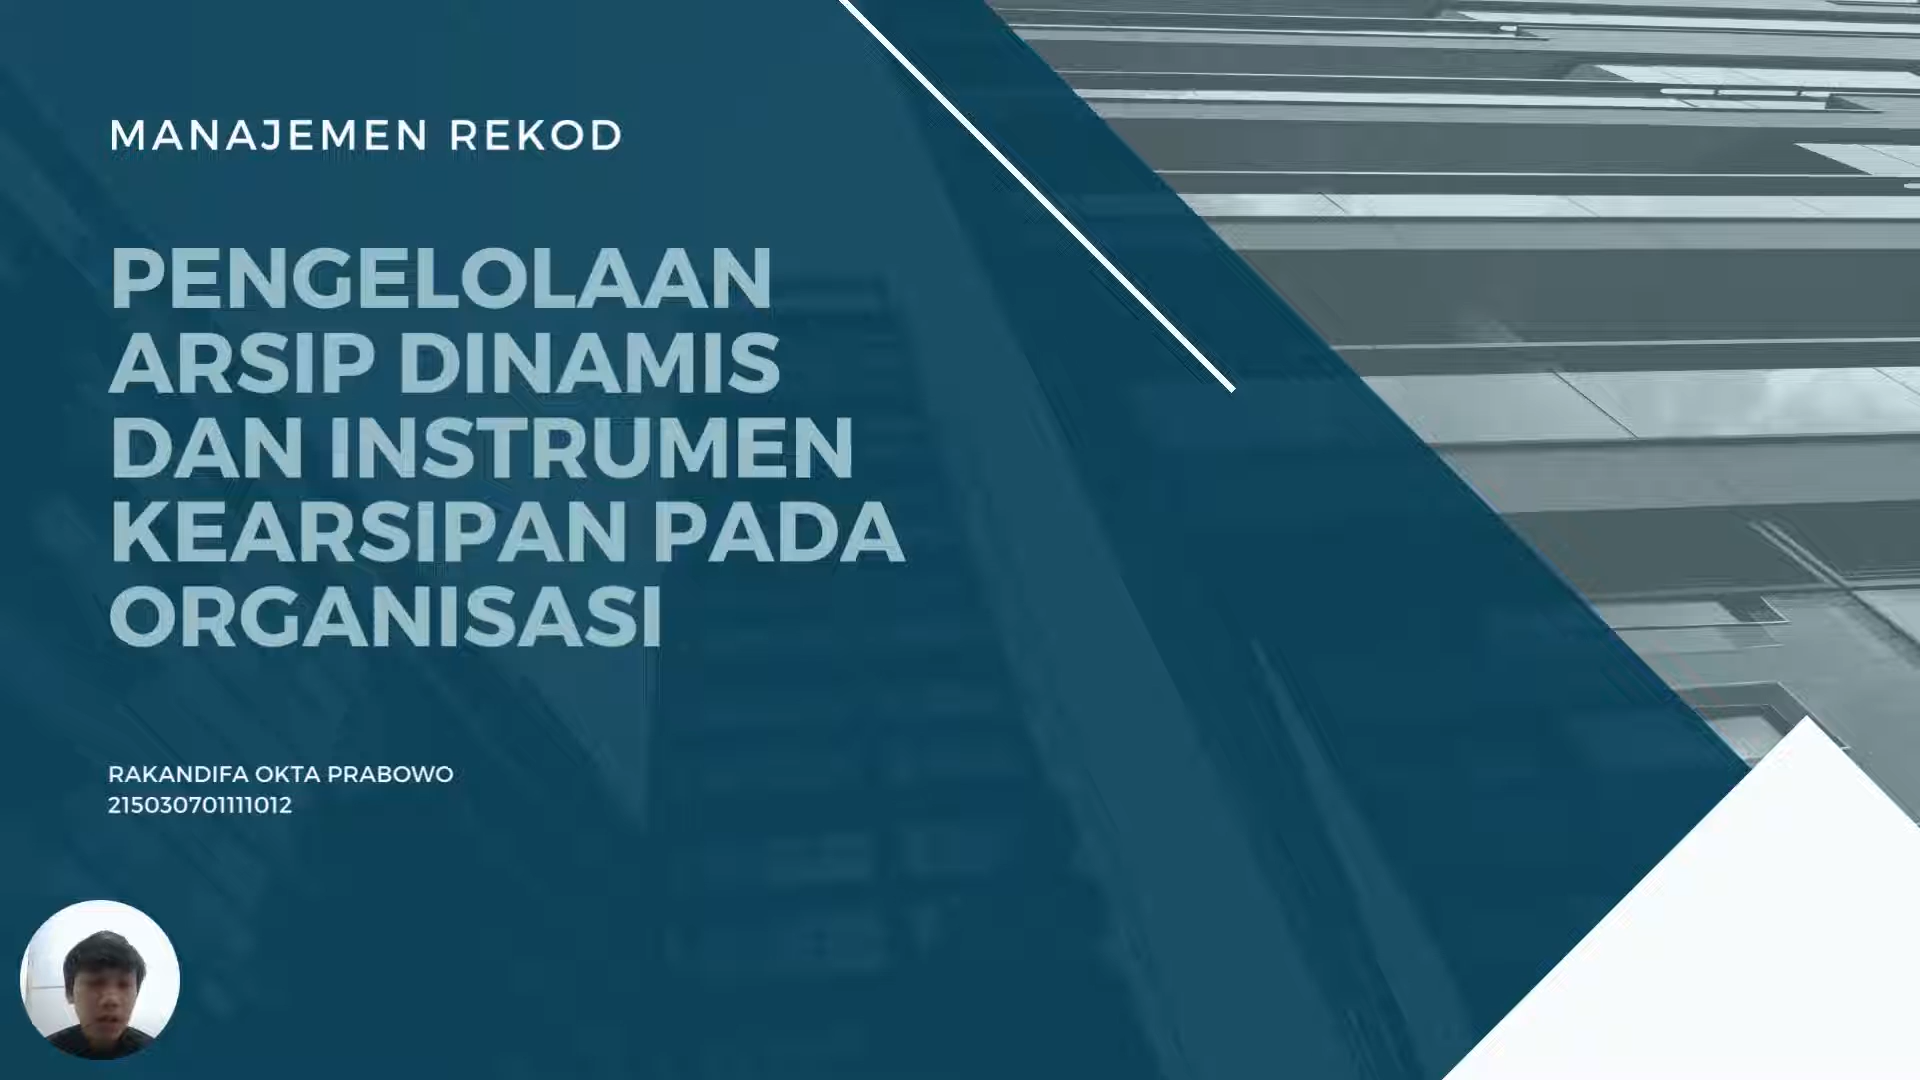 MANAJEMEN REKOD
PENGELOLAAN
ARSIP DINAMIS
DAN INSTRUMEN
KEARSIPAN PADA
ORGANISASI
RAKANDIFA OKTA PRABOWO
215030701111012